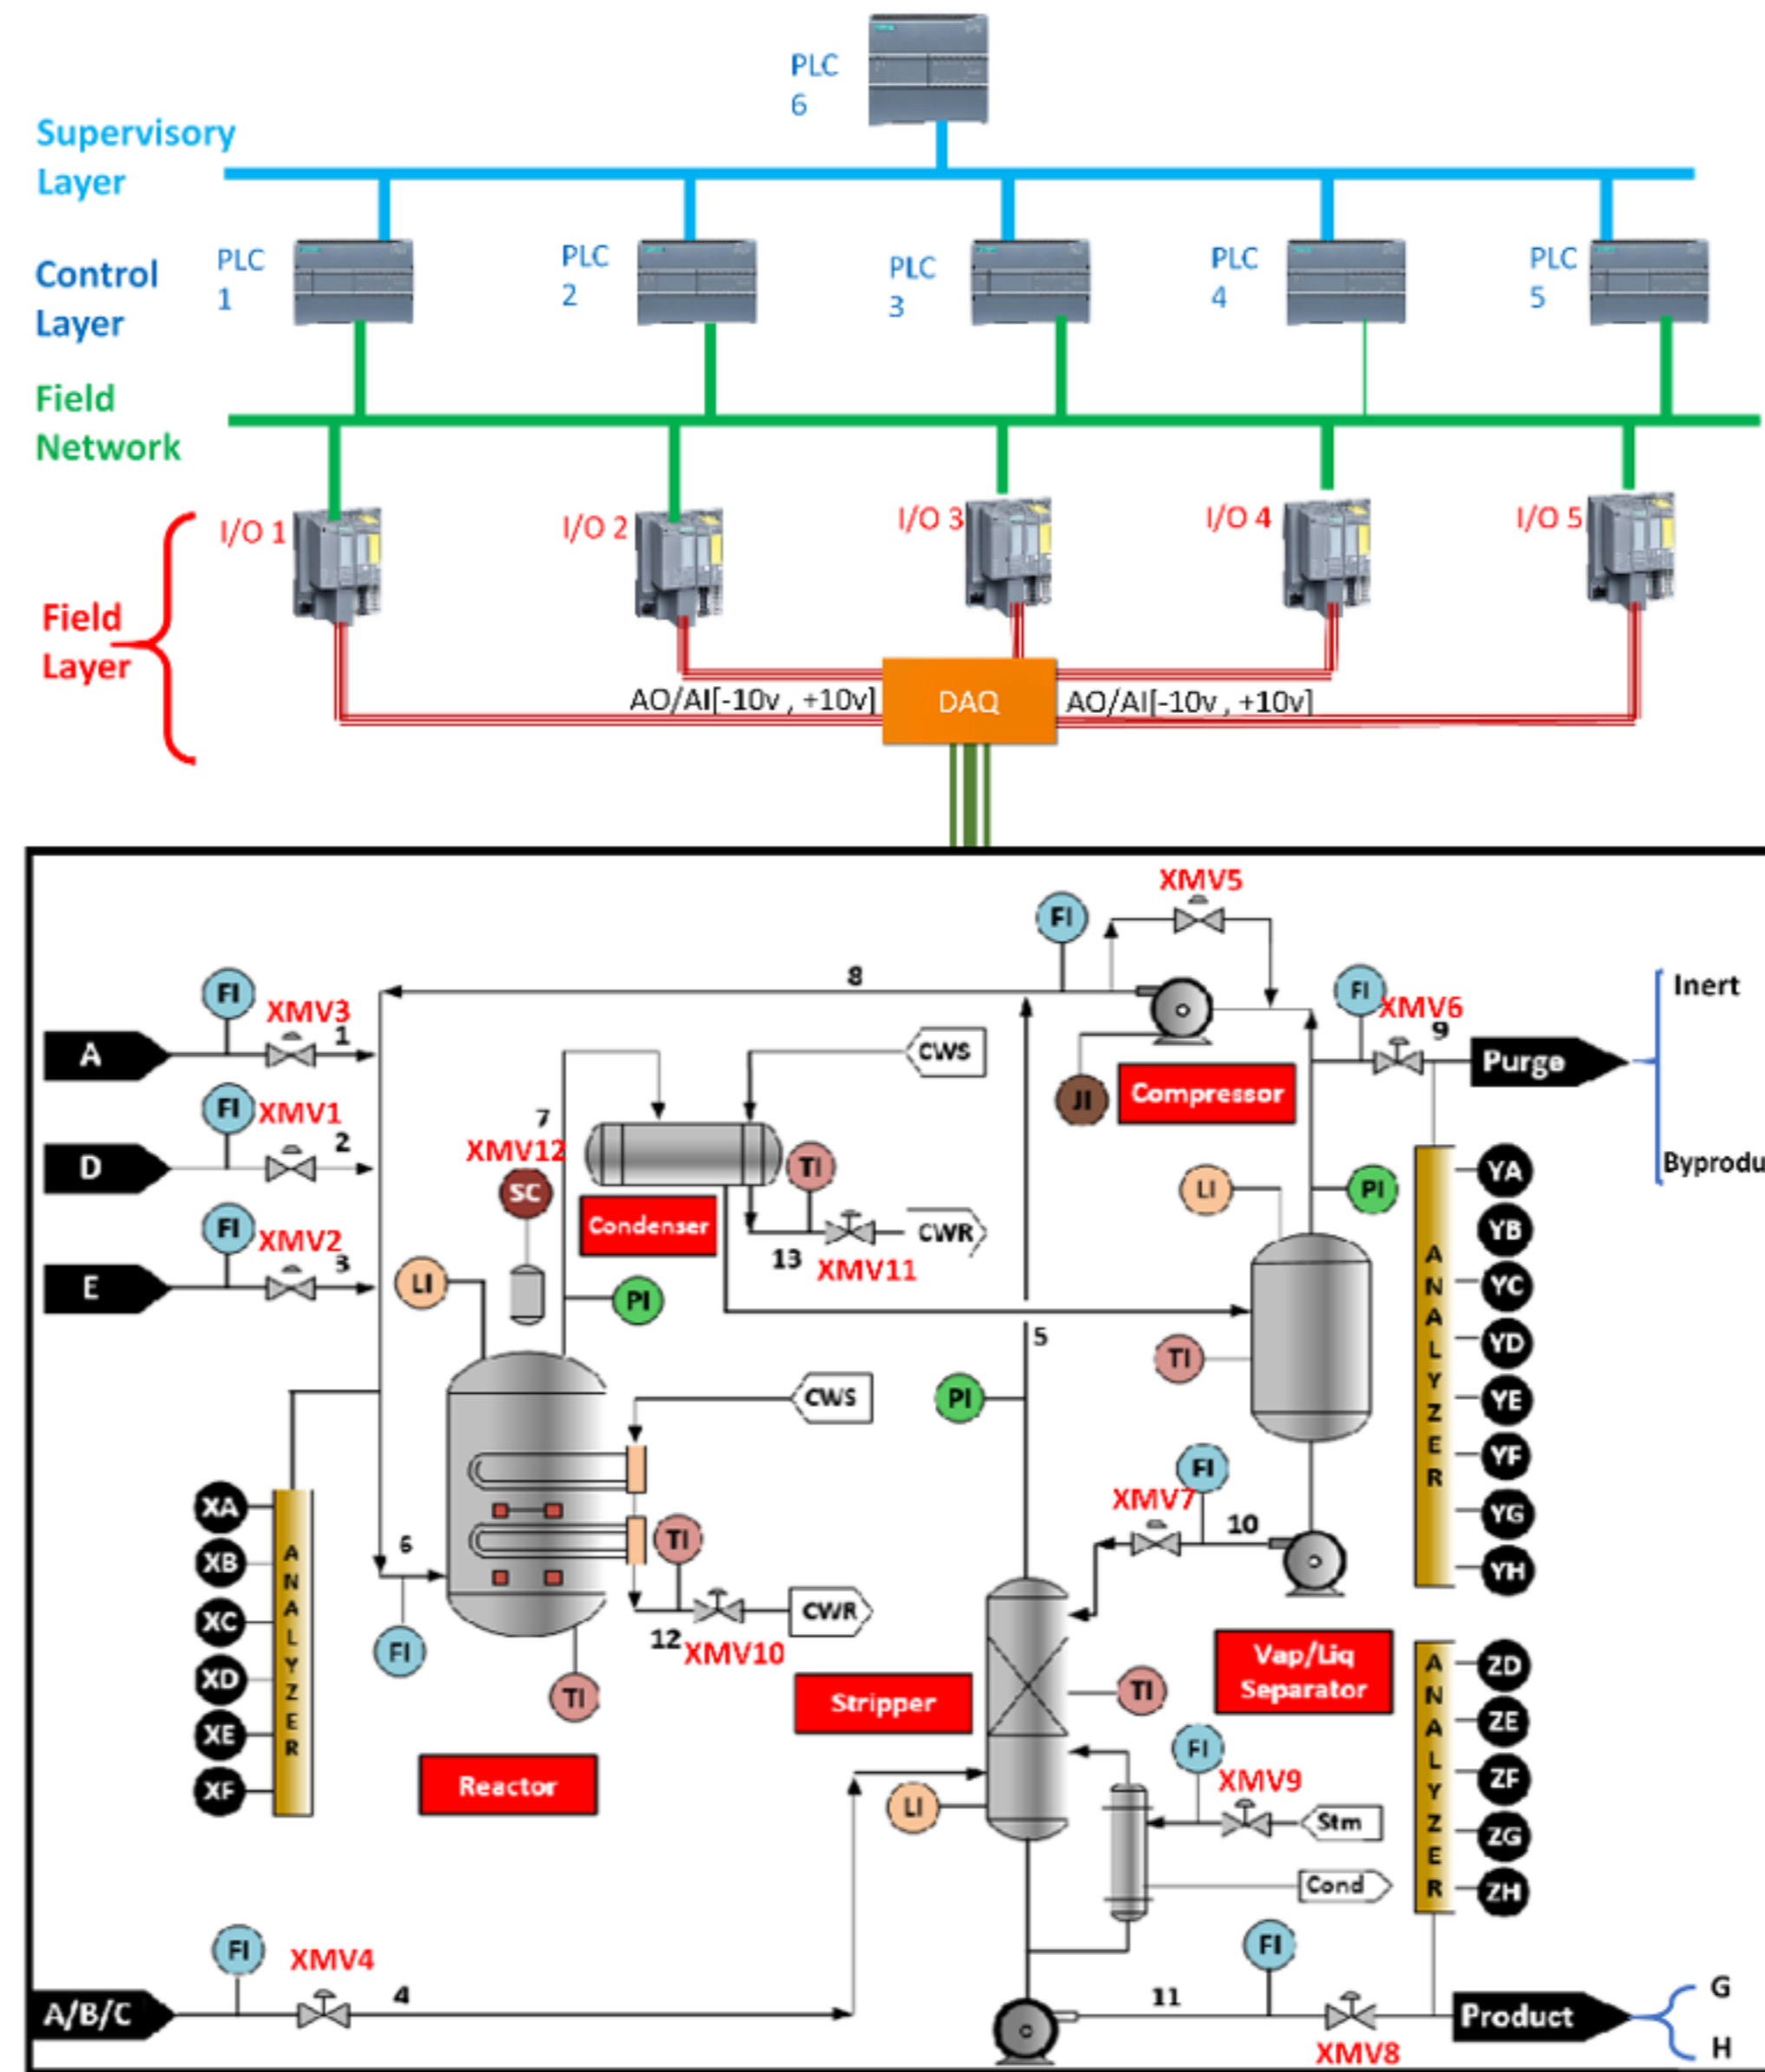 PLC
6
Supervisory
Layer
PLC
1
PLC
2
PLC
3
PLC
4
PLC
5
Control
Layer
Field
Network
I/O 1
I/O 2
I/O 3
I/O 4
I/O 5
Field
Layer
AO/AI[-10v , +10v]
DAQ
AO/AI[-10v , +10v]
XMV5
FI
8
FI
XMV3
1
A
FI
XMV6
9
Purge
Inert
Byprodu
CWS
JI
Compressor
FI
XMV1
2
D
7
XMV12
SC
TI
Condenser
CWR
13
XMV11
LI
PI
YA
YB
YC
YD
YE
YF
YG
YH
ANALYZER
FI
XMV2
3
E
LI
PI
5
TI
CWS
PI
FI
XMV7
10
XA
XB
XC
XD
XE
XF
ANALYZER
6
FI
TI
12
XMV10
CWR
TI
Reactor
Stripper
TI
Vap/Liq
Separator
ANALYZER
ZD
ZE
ZF
ZG
ZH
FI
XMV9
LI
Stm
Cond
FI
XMV4
4
A/B/C
11
FI
XMV8
Product
G
H